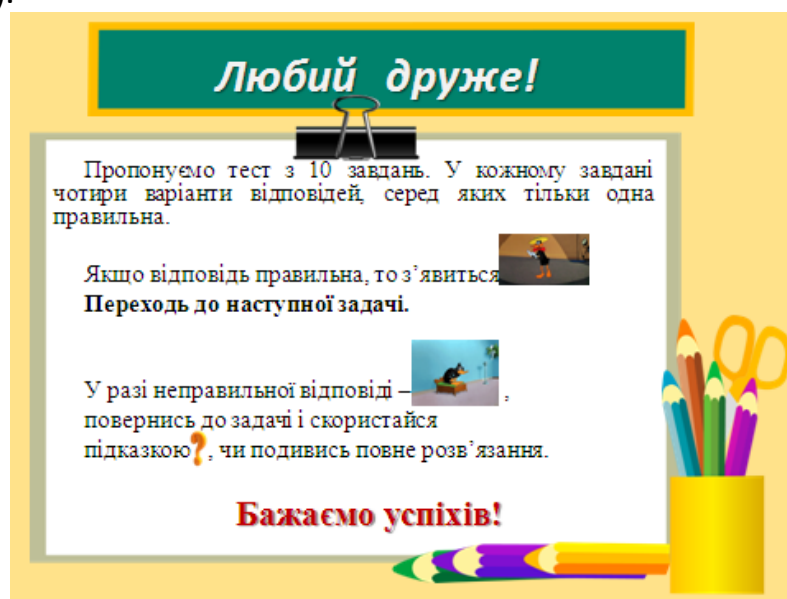 у.
Любий друже!
Пропонуємо тест з 10 завдань. У кожному завдані
чотири варіанти відповідей, серед яких тільки одна
правильна.
Якщо відповідь правильна, то з’явиться
Переходь до наступної задачі.
У разі неправильної відповіді – ,
повернись до задачі і скористайся
підказкою?, чи подивись повне розв’язання.
Бажаємо успіхів!